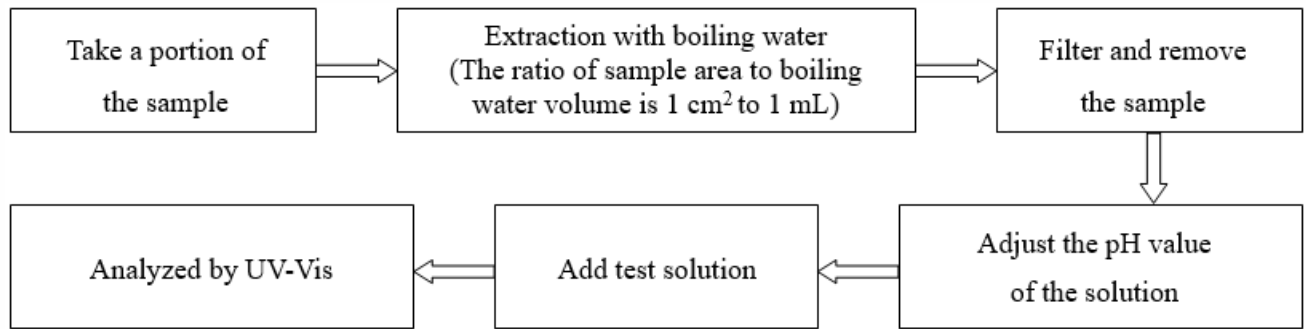 Take a portion of
the sample
Extraction with boiling water
(The ratio of sample area to boiling
water volume is 1 cm² to 1 mL)
Filter and remove
the sample
Adjust the pH value
of the solution
Add test solution
Analyzed by UV-Vis